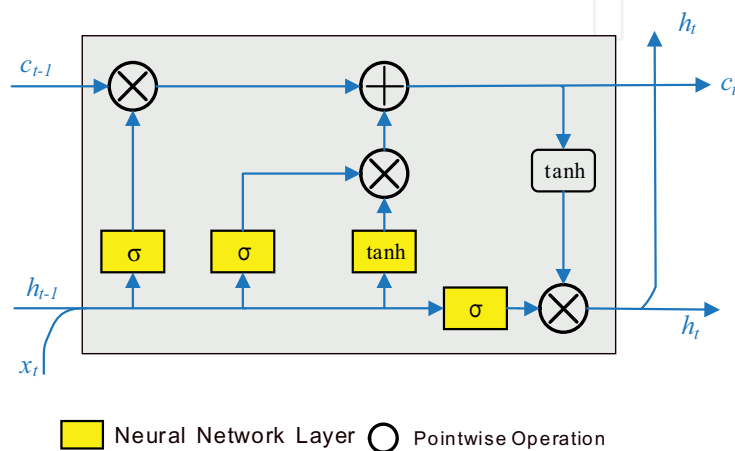 h_t
c_{t-1}
c_t
tanh
σ
σ
tanh
h_{t-1}
σ
h_t
x_t
Neural Network Layer
Pointwise Operation